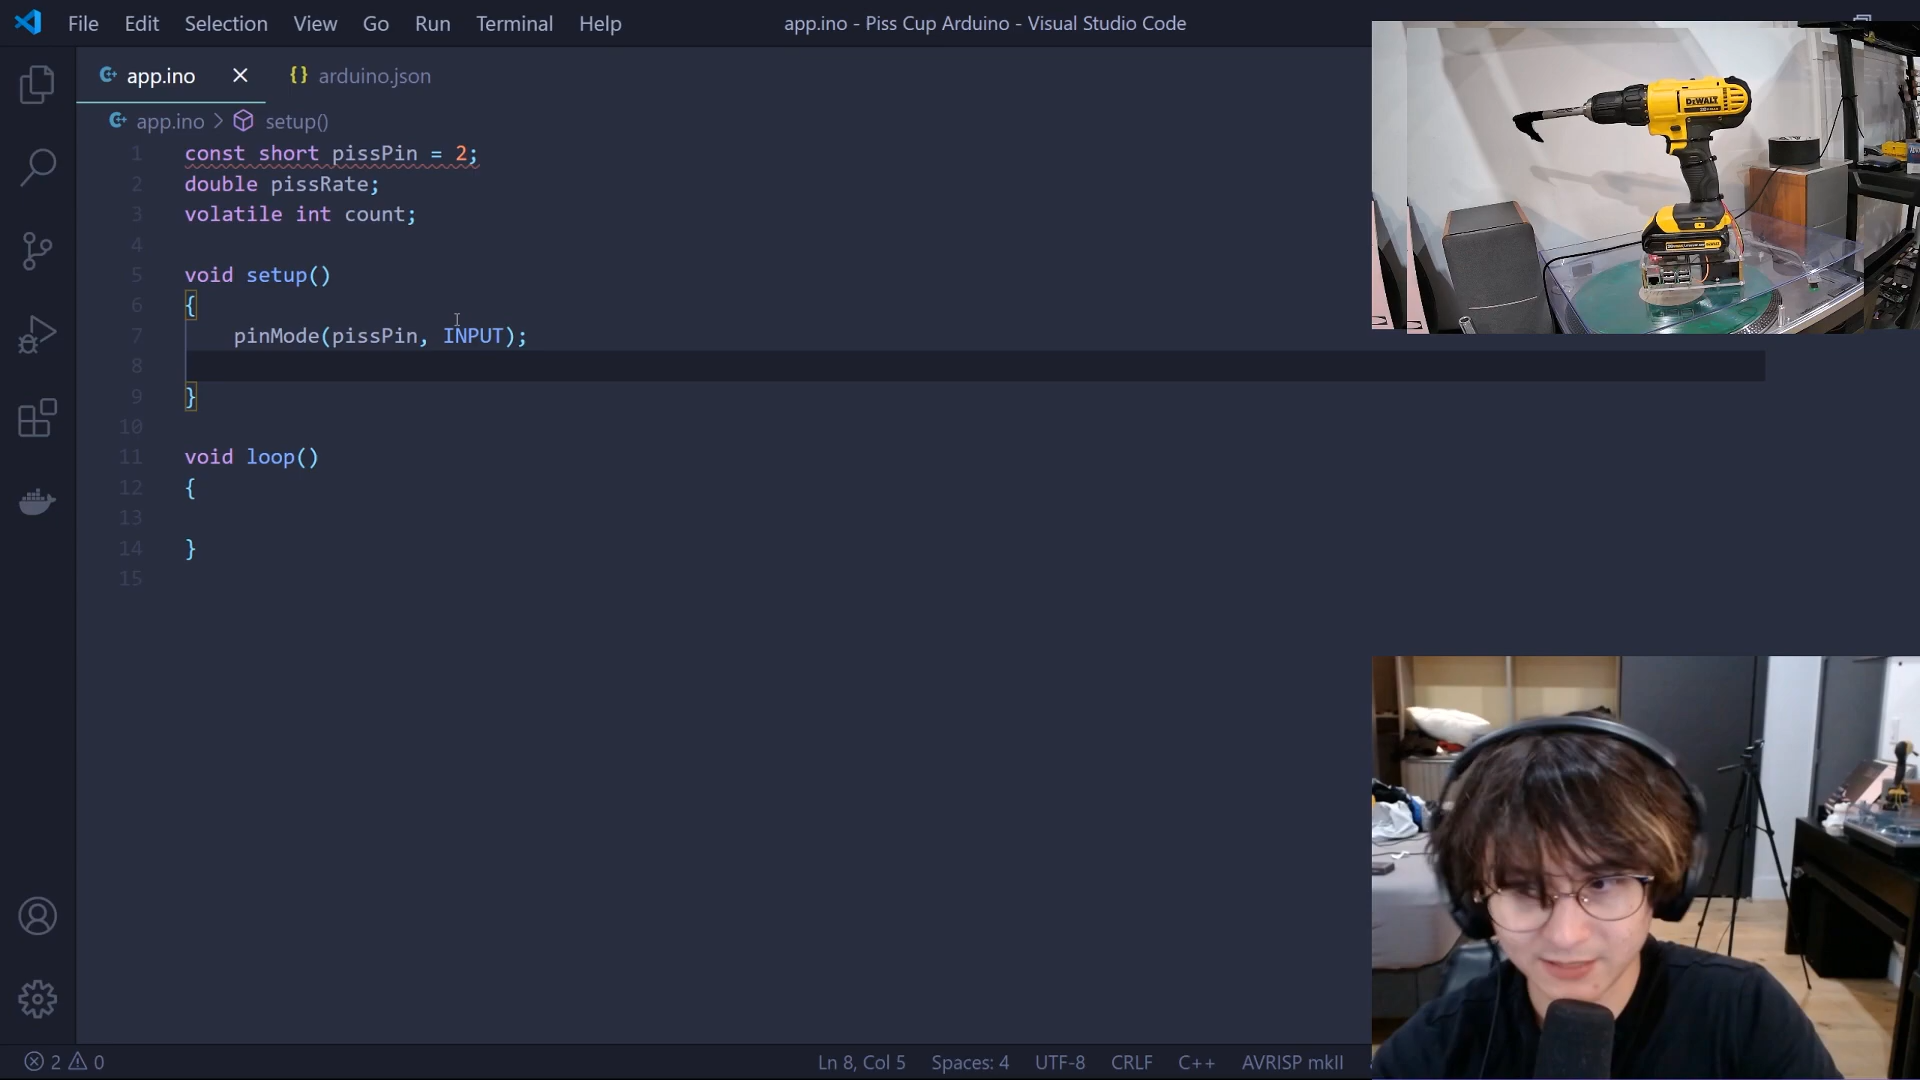 File Edit Selection View Go Run Terminal Help
app.ino - Piss Cup Arduino - Visual Studio Code
app.ino
{} arduino.json
app.ino > setup()
1 const short pissPin = 2;
2 double pissRate;
3 volatile int count;
4
5 void setup()
6 {
7 pinMode(pissPin, INPUT);
8
9 }
10
11 void loop()
12 {
13
14 }
15
DEWALT
2 0
Ln 8, Col 5 Spaces: 4 UTF-8 CRLF C++ AVRISP mkII